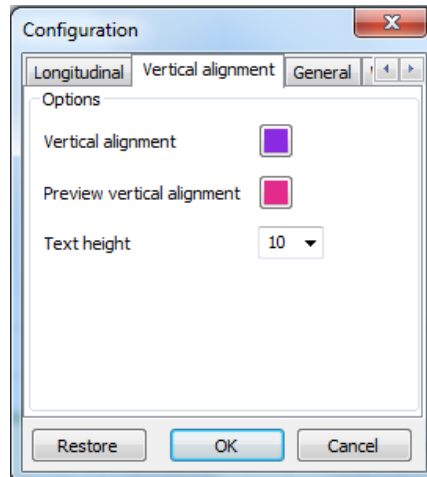 Configuration
Longitudinal Vertical alignment General
Options
Vertical alignment
Preview vertical alignment
Text height 10
Restore OK Cancel